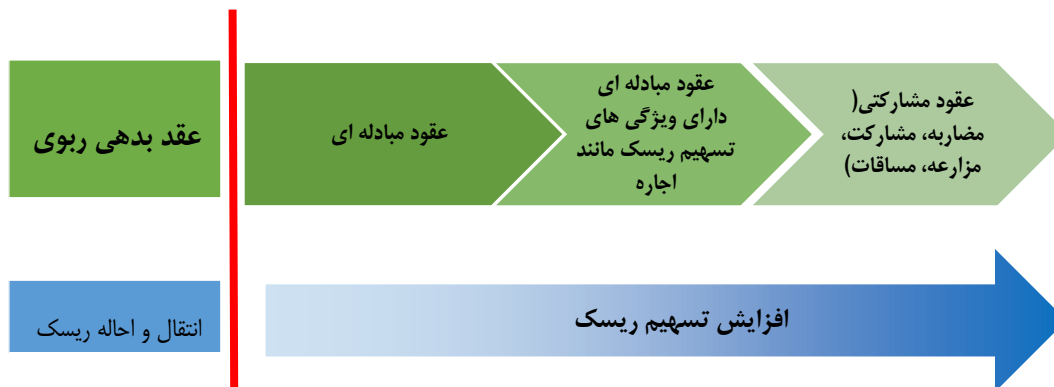 عقد بدهی ربوی
عقود مبادله ای
عقود مبادله ای
دارای ویژگی های
تسهیم ریسک مانند
اجاره
عقود مشارکتی(
مضاربه، مشارکت،
مزارعه، مساقات)
انتقال و احاله ریسک
افزایش تسهیم ریسک